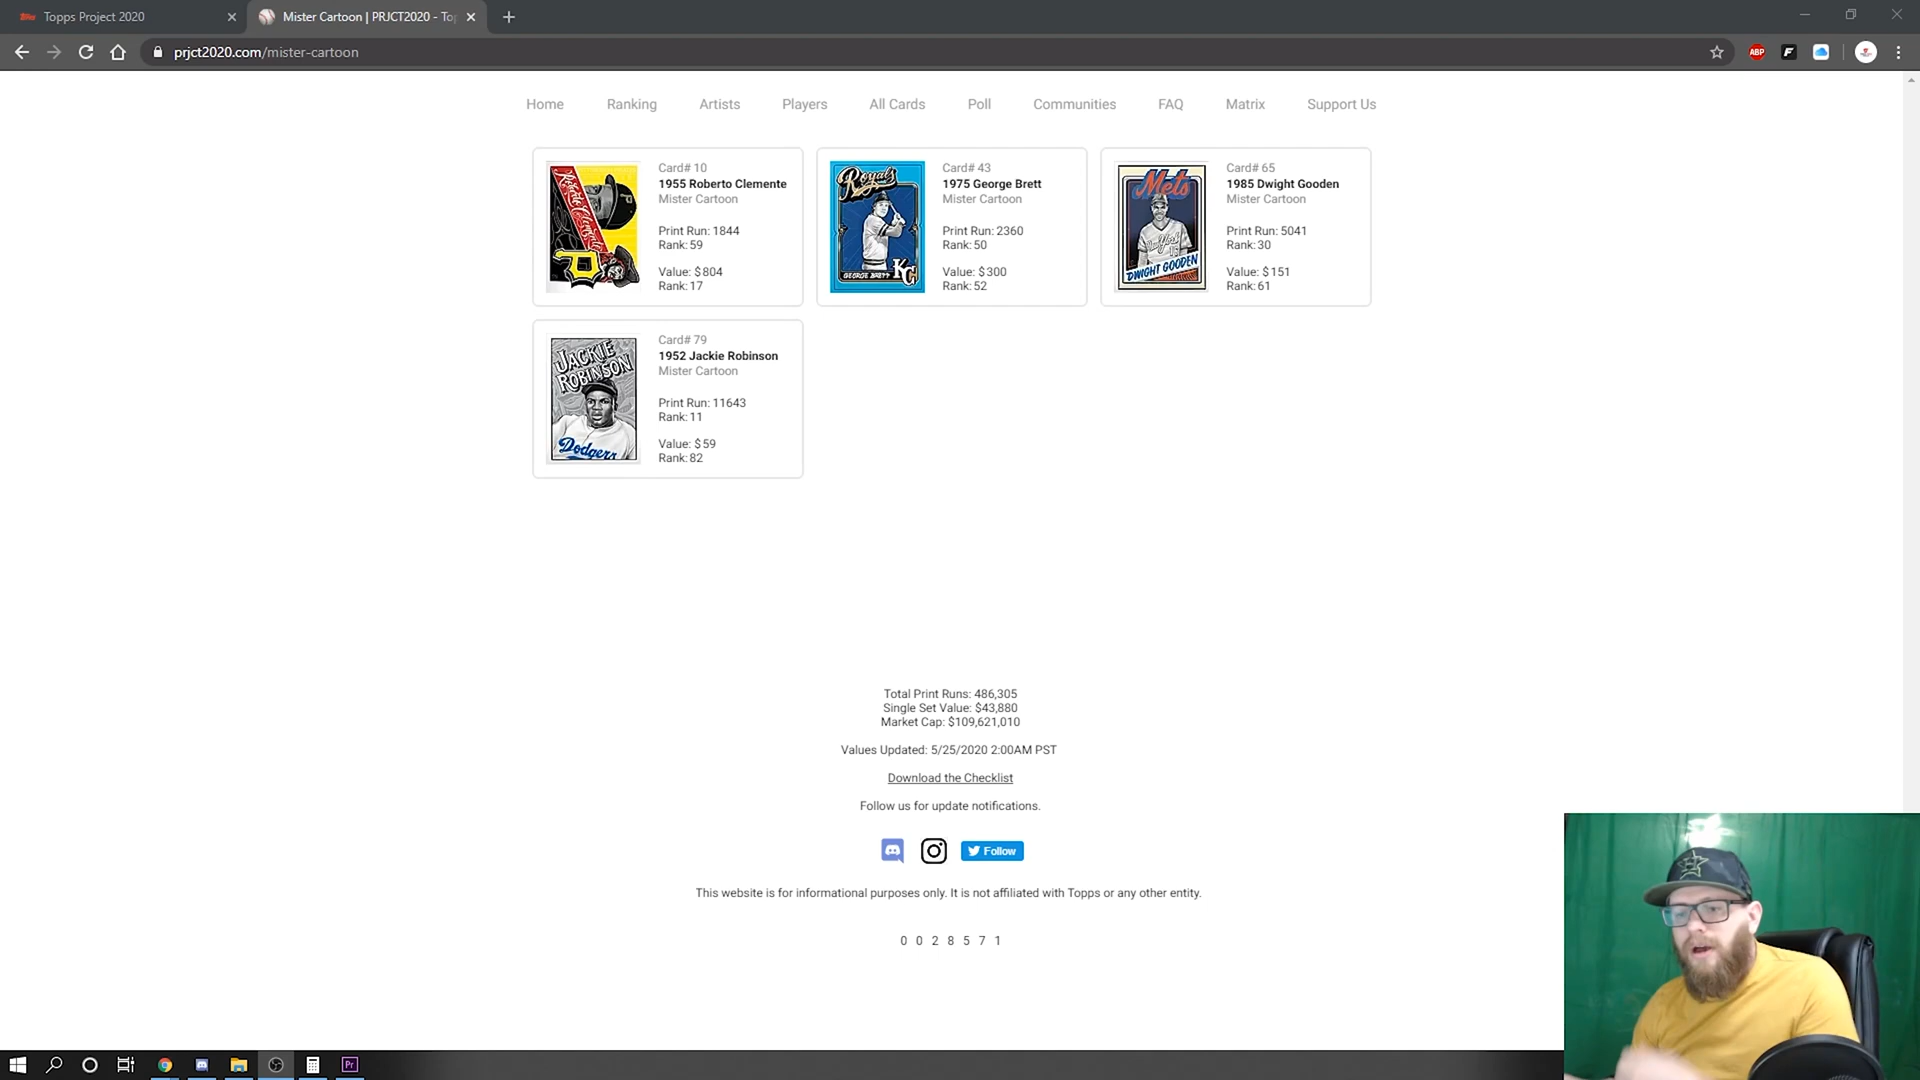 Topps Project 2020
Mister Cartoon | PRJCT2020 - To
prjct2020.com/mister-cartoon
ABP
Home Ranking Artists Players All Cards Poll Communities FAQ Matrix Support Us
Card# 10
1955 Roberto Clemente
Mister Cartoon
Print Run: 1844
Rank: 59
Value: $804
Rank: 17
Royals
GEORGE BRETT
KC
Card# 43
1975 George Brett
Mister Cartoon
Print Run: 2360
Rank: 50
Value: $300
Rank: 52
Mets
DWIGHT GOODEN
Card# 65
1985 Dwight Gooden
Mister Cartoon
Print Run: 5041
Rank: 30
Value: $151
Rank: 61
JACKIE
ROBINSON
Dodgers
Card# 79
1952 Jackie Robinson
Mister Cartoon
Print Run: 11643
Rank: 11
Value: $59
Rank: 82
Total Print Runs: 486,305
Single Set Value: $43,880
Market Cap: $109,621,010
Values Updated: 5/25/2020 2:00AM PST
Download the Checklist
Follow us for update notifications.
Follow
This website is for informational purposes only. It is not affiliated with Topps or any other entity.
0 0 2 8 5 7 1
Pr